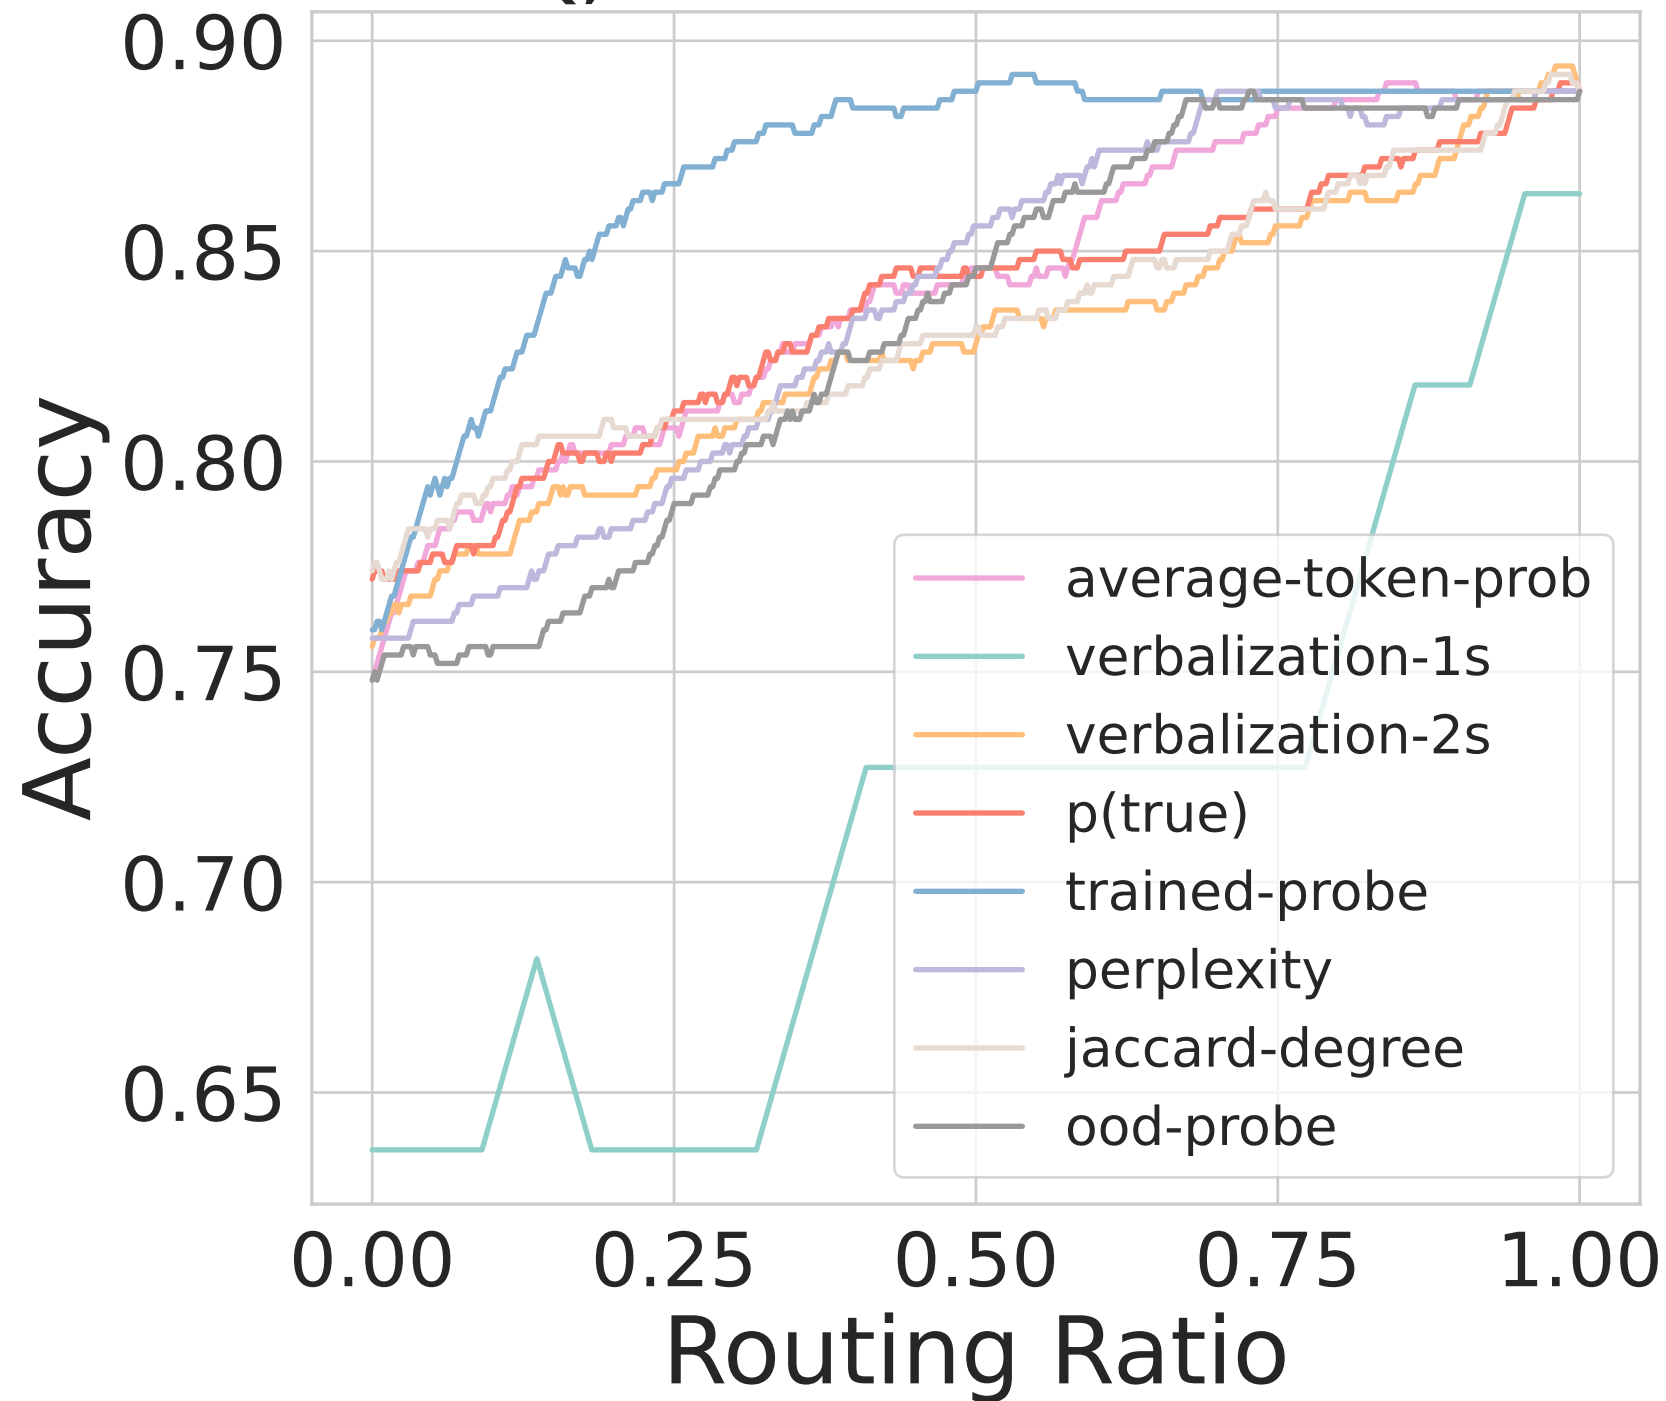 0.90
0.85
0.80
0.75
0.70
0.65
Accuracy
average-token-prob
verbalization-1s
verbalization-2s
p(true)
trained-probe
perplexity
jaccard-degree
ood-probe
0.00 0.25 0.50 0.75 1.00
Routing Ratio